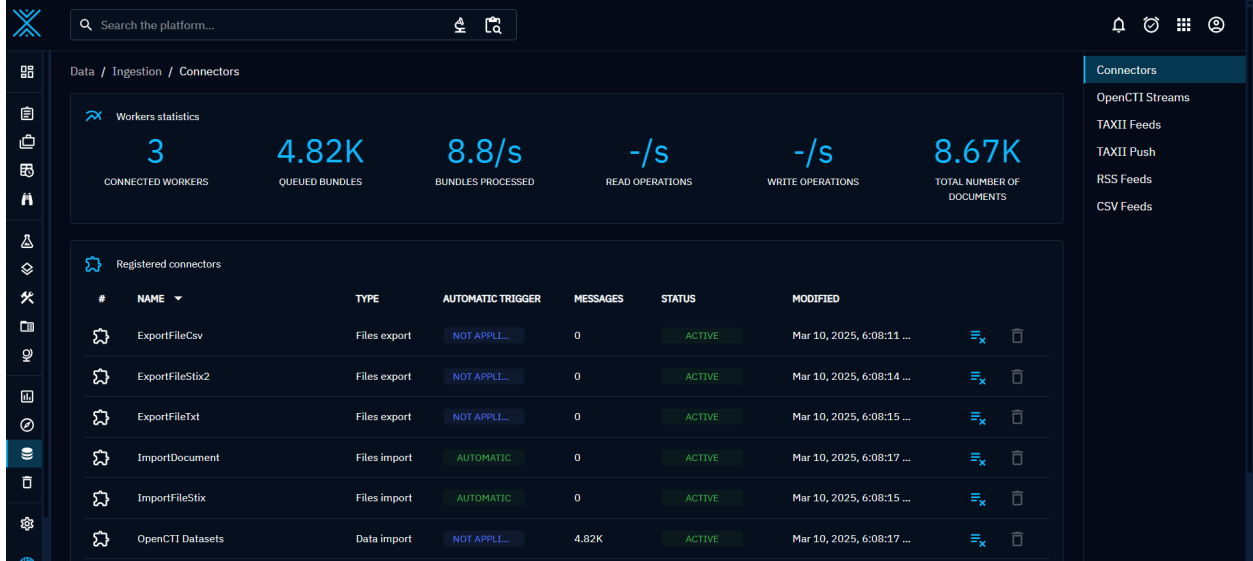 Search the platform...
Data / Ingestion / Connectors
Workers statistics
3 4.82K 8.8/s -/s -/s 8.67K
CONNECTED WORKERS QUEUED BUNDLES BUNDLES PROCESSED READ OPERATIONS WRITE OPERATIONS TOTAL NUMBER OF
DOCUMENTS
Registered connectors
# NAME TYPE AUTOMATIC TRIGGER MESSAGES STATUS MODIFIED
ExportFileCsv Files export NOT APPLI... 0 ACTIVE Mar 10, 2025, 6:08:11 ...
ExportFileStix2 Files export NOT APPLI... 0 ACTIVE Mar 10, 2025, 6:08:14 ...
ExportFileTxt Files export NOT APPLI... 0 ACTIVE Mar 10, 2025, 6:08:15 ...
ImportDocument Files import AUTOMATIC 0 ACTIVE Mar 10, 2025, 6:08:17 ...
ImportFileStix Files import AUTOMATIC 0 ACTIVE Mar 10, 2025, 6:08:15 ...
OpenCTI Datasets Data import NOT APPLI... 4.82K ACTIVE Mar 10, 2025, 6:08:17 ...
Connectors
OpenCTI Streams
TAXII Feeds
TAXII Push
RSS Feeds
CSV Feeds